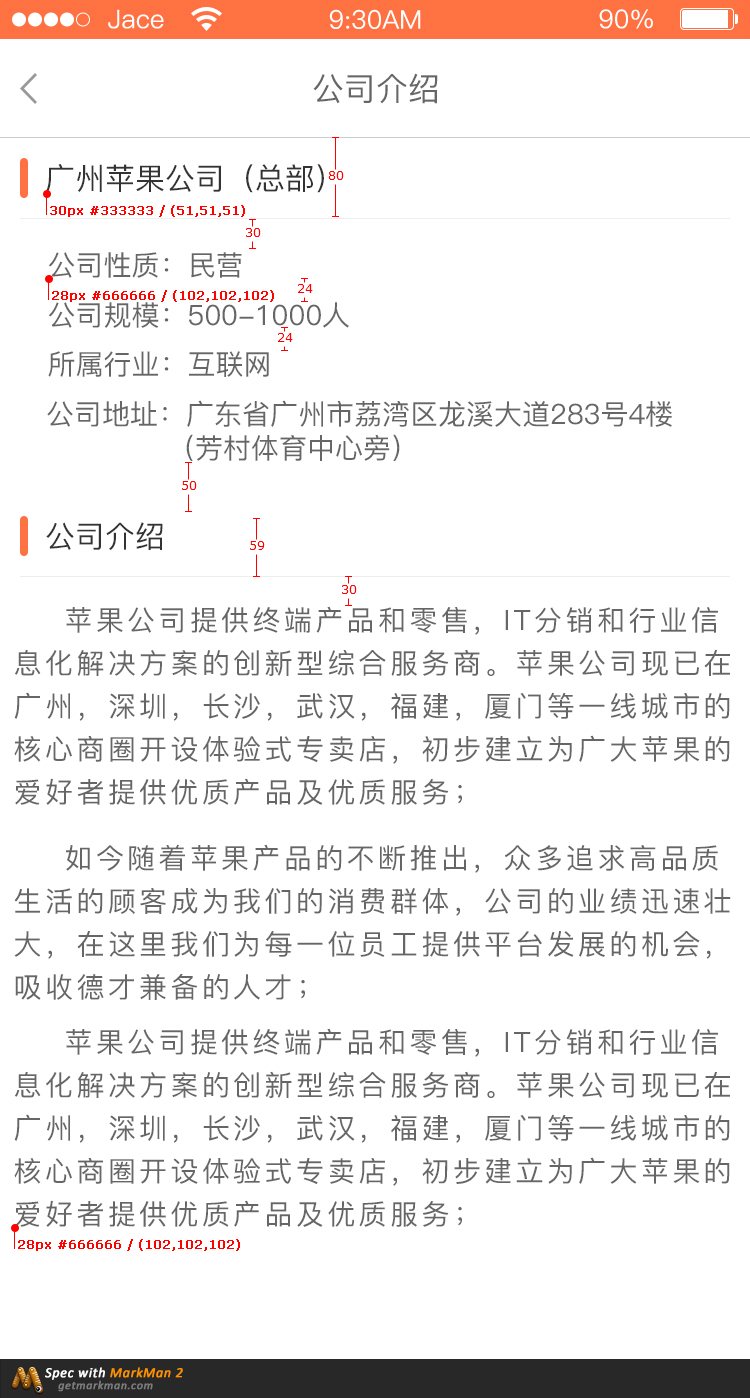 Jace 9:30AM 90%
公司介绍
广州苹果公司（总部）
80
30px #333333 / (51,51,51)
30
公司性质：民营
28px #666666 / (102,102,102)
24
公司规模：500-1000人
24
所属行业：互联网
公司地址：广东省广州市荔湾区龙溪大道283号4楼
（芳村体育中心旁）
50
公司介绍
59
30
苹果公司提供终端产品和零售，IT分销和行业信
息化解决方案的创新型综合服务商。苹果公司现已在
广州，深圳，长沙，武汉，福建，厦门等一线城市的
核心商圈开设体验式专卖店，初步建立为广大苹果的
爱好者提供优质产品及优质服务；
如今随着苹果产品的不断推出，众多追求高品质
生活的顾客成为我们的消费群体，公司的业绩迅速壮
大，在这里我们为每一位员工提供平台发展的机会，
吸收德才兼备的人才；
苹果公司提供终端产品和零售，IT分销和行业信
息化解决方案的创新型综合服务商。苹果公司现已在
广州，深圳，长沙，武汉，福建，厦门等一线城市的
核心商圈开设体验式专卖店，初步建立为广大苹果的
爱好者提供优质产品及优质服务；
28px #666666 / (102,102,102)
Spec with MarkMan 2
getmarkman.com